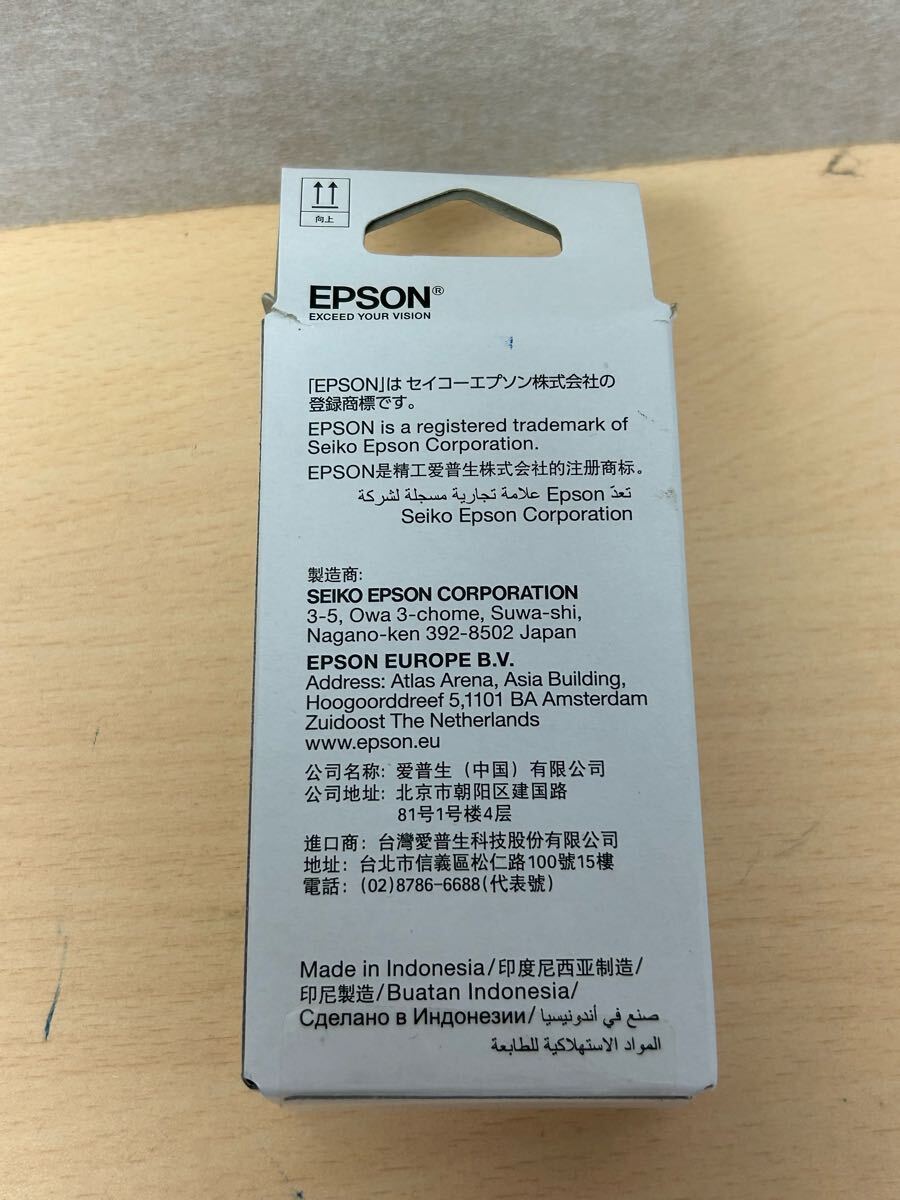 向上
EPSON®
EXCEED YOUR VISION
「EPSON」は セイコーエプソン株式会社の
登録商標です。
EPSON is a registered trademark of
Seiko Epson Corporation.
EPSON是精工爱普生株式会社的注册商标。
تعدّ Epson علامة تجارية مسجلة لشركة
Seiko Epson Corporation
製造商:
SEIKO EPSON CORPORATION
3-5, Owa 3-chome, Suwa-shi,
Nagano-ken 392-8502 Japan
EPSON EUROPE B.V.
Address: Atlas Arena, Asia Building,
Hoogoorddreef 5,1101 BA Amsterdam
Zuidoost The Netherlands
www.epson.eu
公司名称: 爱普生（中国）有限公司
公司地址: 北京市朝阳区建国路
81号1号楼4层
進口商: 台灣愛普生科技股份有限公司
地址: 台北市信義區松仁路100號15樓
電話: (02)8786-6688(代表號)
Made in Indonesia/印度尼西亚制造/
印尼製造/Buatan Indonesia/
Сделано в Индонезии/ صنع في أندونيسيا
المواد الاستهلاكية للطابعة